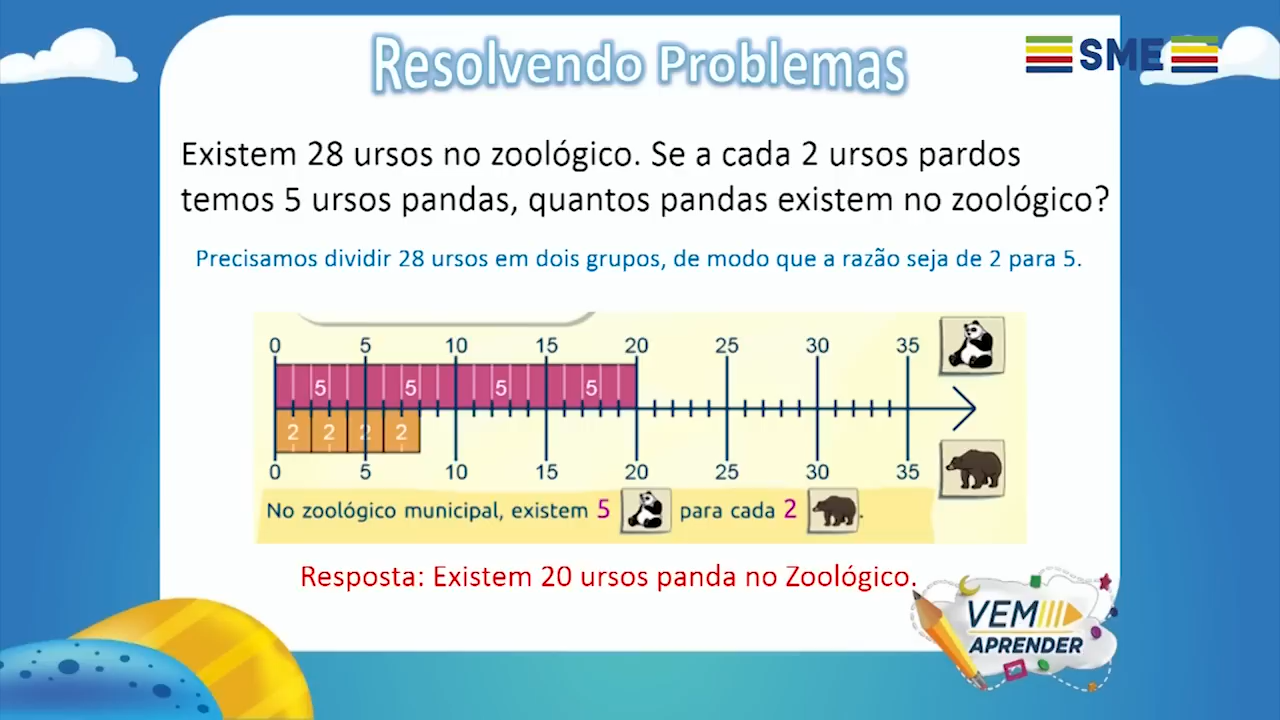 Resolvendo Problemas
SME
Existem 28 ursos no zoológico. Se a cada 2 ursos pardos
temos 5 ursos pandas, quantos pandas existem no zoológico?
Precisamos dividir 28 ursos em dois grupos, de modo que a razão seja de 2 para 5.
0 5 10 15 20 25 30 35
5 5 5 5
2 2 2 2
0 5 10 15 20 25 30 35
No zoológico municipal, existem 5 para cada 2 .
Resposta: Existem 20 ursos panda no Zoológico.
VEM
APRENDER